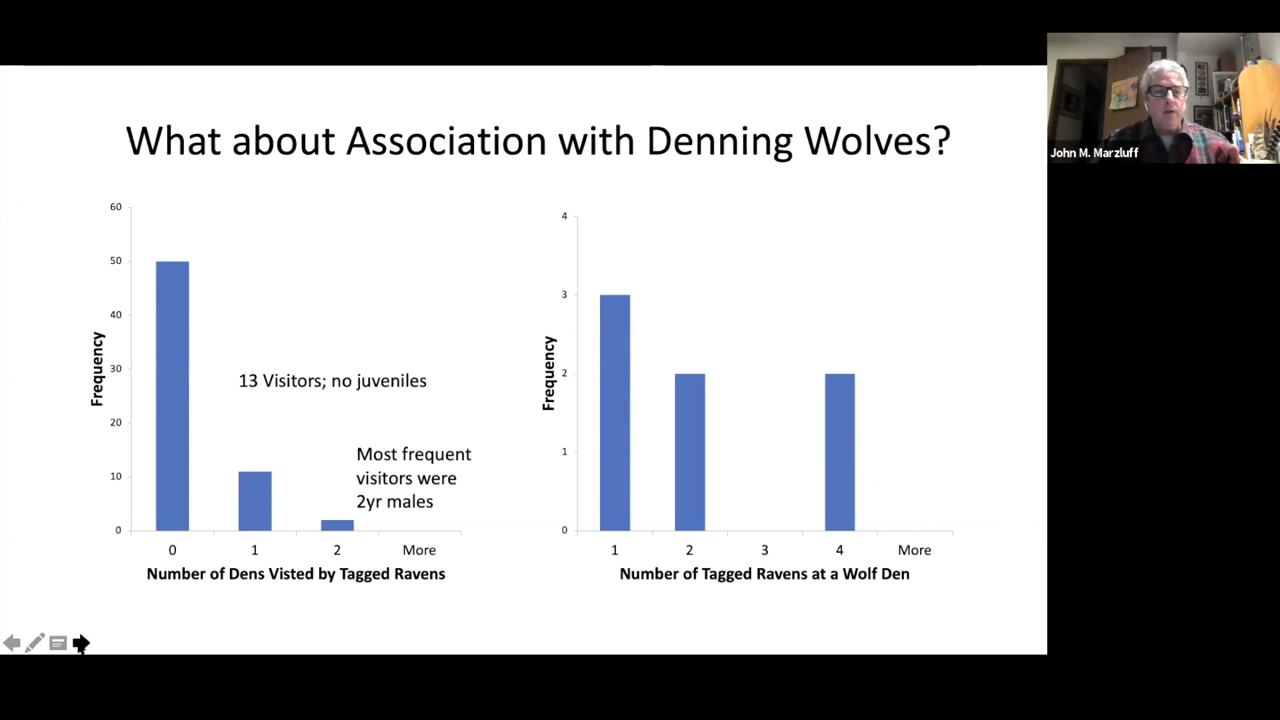 What about Association with Denning Wolves?
John M. Marzluff
60
50
40
30
20
10
0
Frequency
13 Visitors; no juveniles
Most frequent
visitors were
2yr males
0 1 2 More
Number of Dens Visted by Tagged Ravens
4
3
2
1
0
Frequency
1 2 3 4 More
Number of Tagged Ravens at a Wolf Den